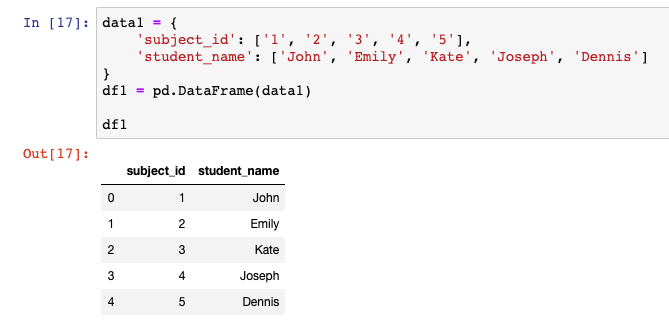 In [17]: data1 = {
'subject_id': ['1', '2', '3', '4', '5'],
'student_name': ['John', 'Emily', 'Kate', 'Joseph', 'Dennis']
}
df1 = pd.DataFrame(data1)
df1
Out[17]:
subject_id student_name
0 1 John
1 2 Emily
2 3 Kate
3 4 Joseph
4 5 Dennis